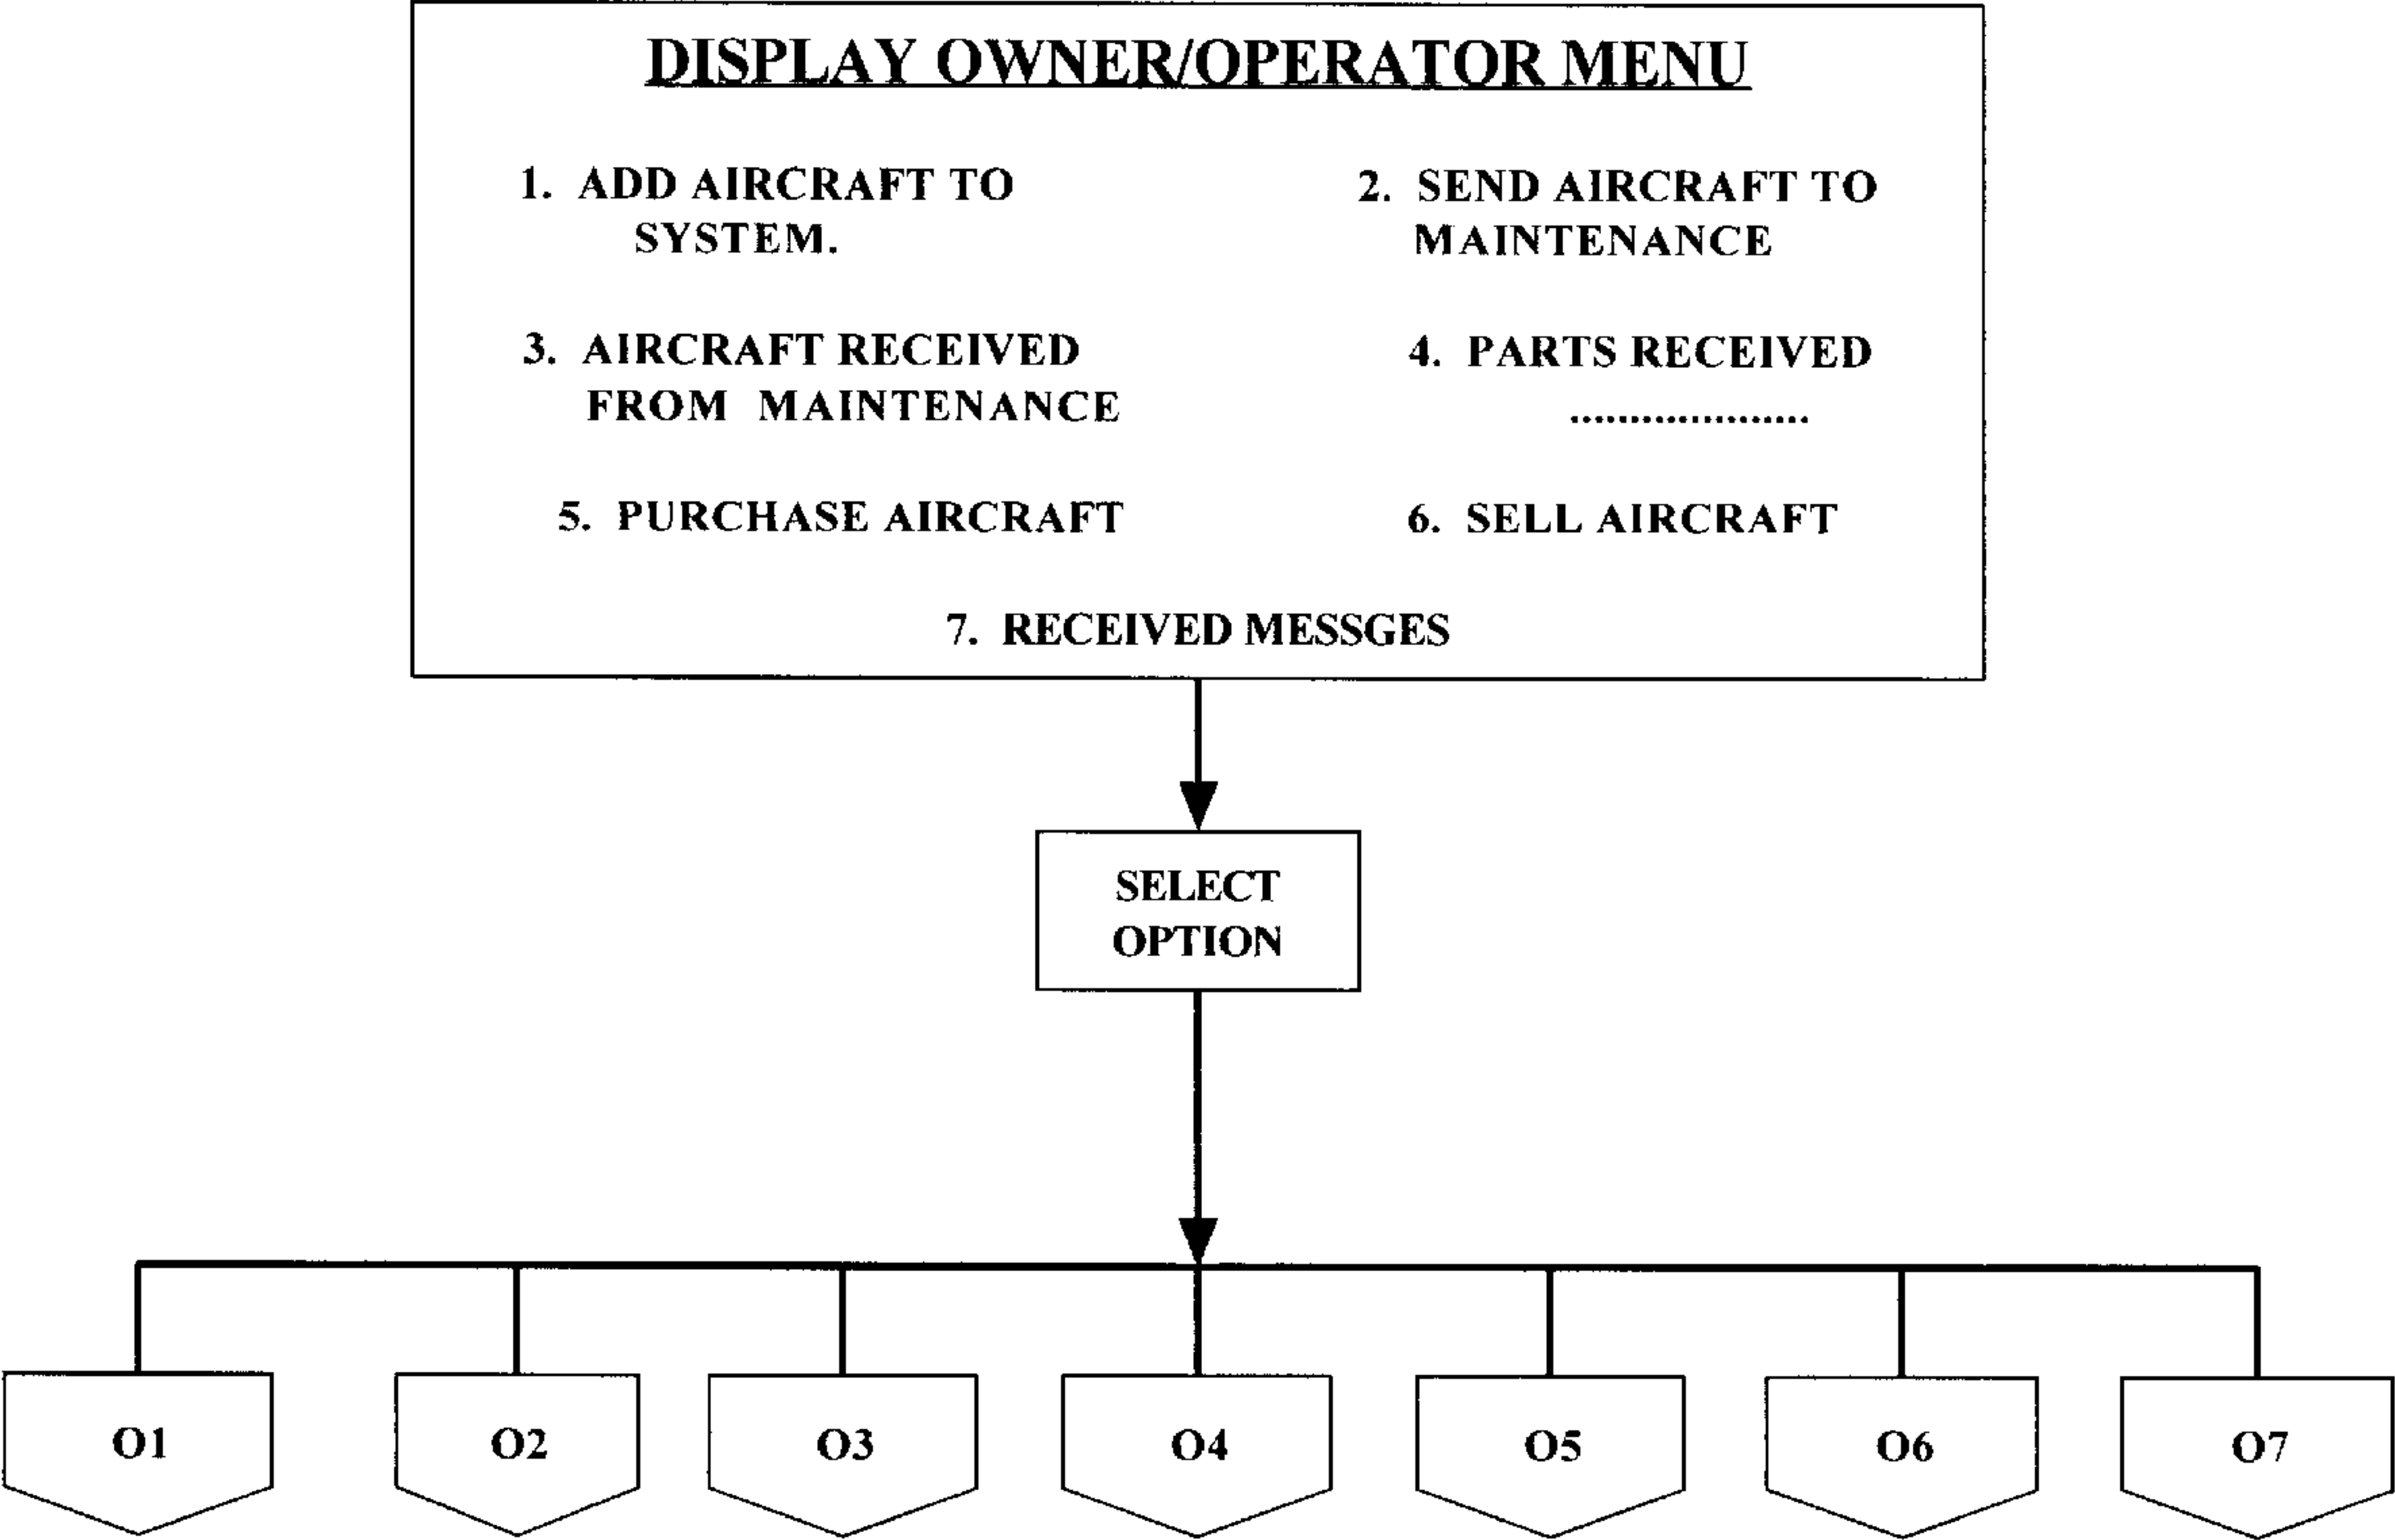 DISPLAY OWNER/OPERATOR MENU
1. ADD AIRCRAFT TO
SYSTEM.
2. SEND AIRCRAFT TO
MAINTENANCE
3. AIRCRAFT RECEIVED
FROM MAINTENANCE
4. PARTS RECEIVED
....................
5. PURCHASE AIRCRAFT
6. SELL AIRCRAFT
7. RECEIVED MESSGES
SELECT
OPTION
O1
O2
O3
O4
O5
O6
O7